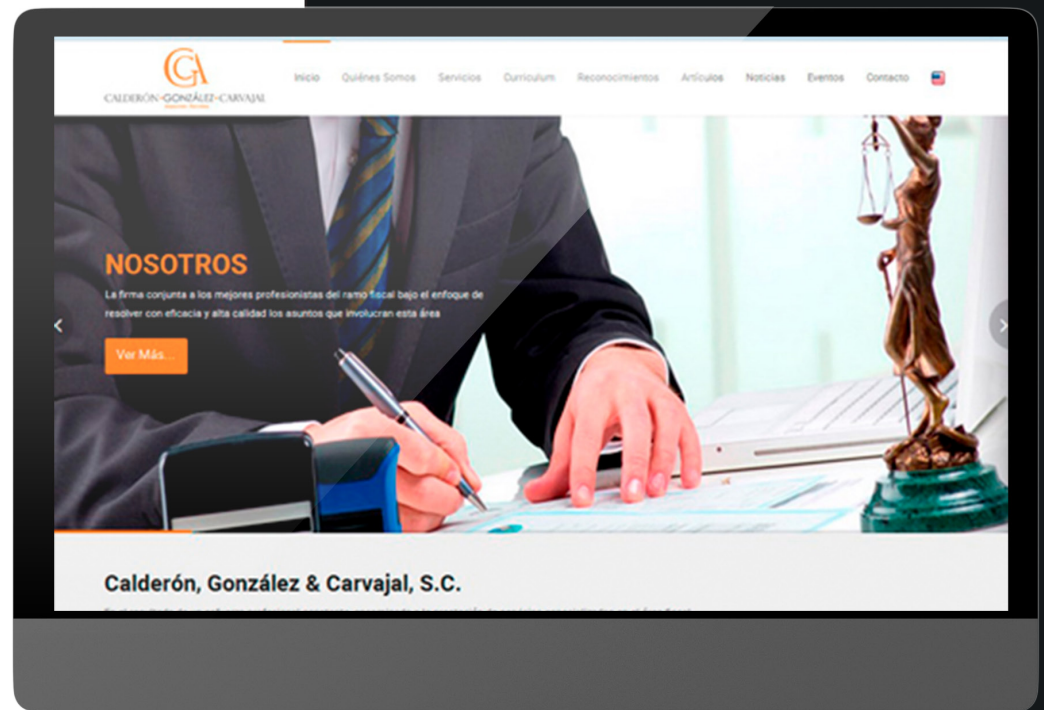 CALDERÓN•GONZÁLEZ•CARVAJAL
Inicio Quiénes Somos Servicios Curriculum Reconocimientos Artículos Noticias Eventos Contacto
NOSOTROS
La firma conjunta a los mejores profesionistas del ramo fiscal bajo el enfoque de
resolver con eficacia y alta calidad los asuntos que involucran esta área
Ver Más...
Calderón, González & Carvajal, S.C.